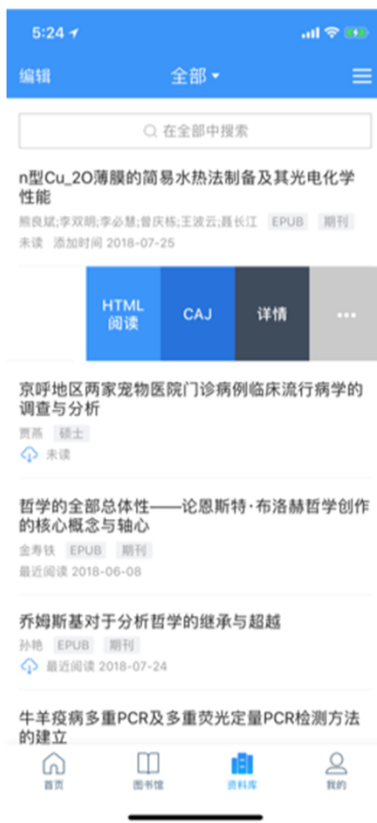 5:24
编辑
全部
在全部中搜索
n型Cu_2O薄膜的简易水热法制备及其光电化学
性能
熊良斌;李双明;李必慧;曾庆栋;王波云;聂长江 EPUB 期刊
未读 添加时间 2018-07-25
HTML
阅读
CAJ
详情
京呼地区两家宠物医院门诊病例临床流行病学的
调查与分析
贾燕 硕士
未读
哲学的全部总体性——论恩斯特·布洛赫哲学创作
的核心概念与轴心
金寿铁 EPUB 期刊
最近阅读 2018-06-08
乔姆斯基对于分析哲学的继承与超越
孙艳 EPUB 期刊
最近阅读 2018-07-24
牛羊疫病多重PCR及多重荧光定量PCR检测方法
的建立
首页
图书馆
资料库
我的